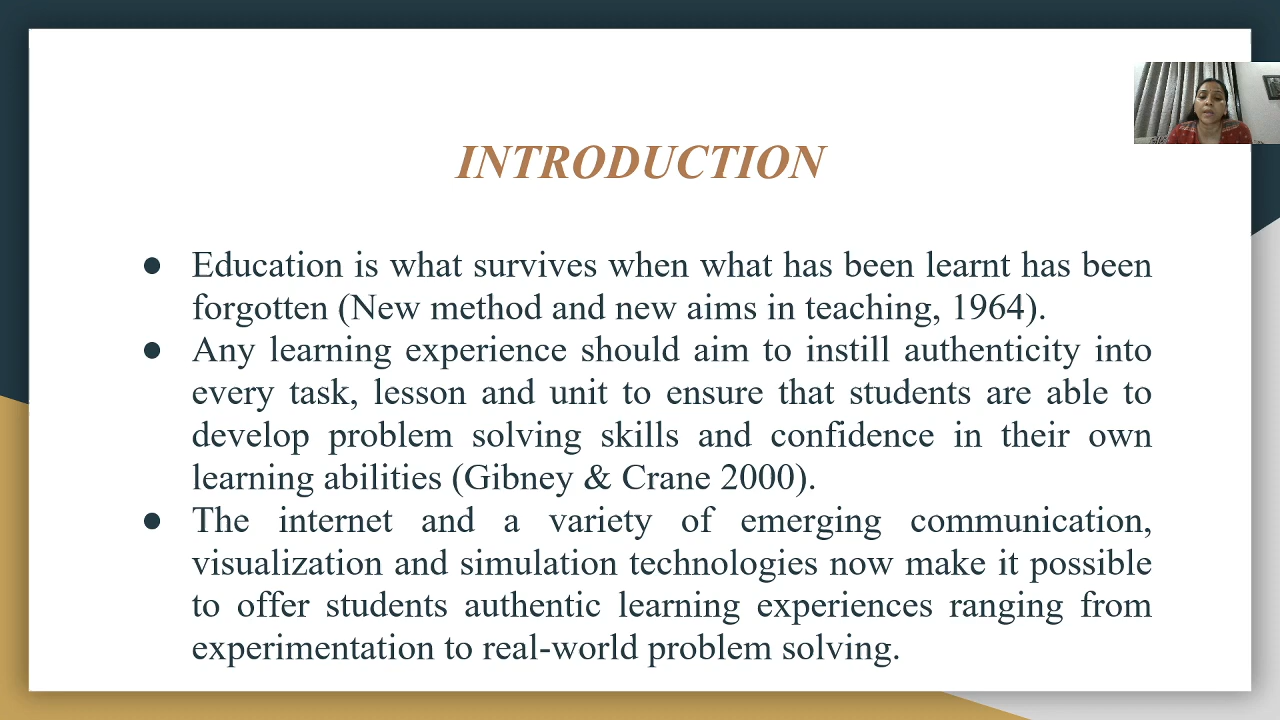 INTRODUCTION
● Education is what survives when what has been learnt has been
forgotten (New method and new aims in teaching, 1964).
● Any learning experience should aim to instill authenticity into
every task, lesson and unit to ensure that students are able to
develop problem solving skills and confidence in their own
learning abilities (Gibney & Crane 2000).
● The internet and a variety of emerging communication,
visualization and simulation technologies now make it possible
to offer students authentic learning experiences ranging from
experimentation to real-world problem solving.